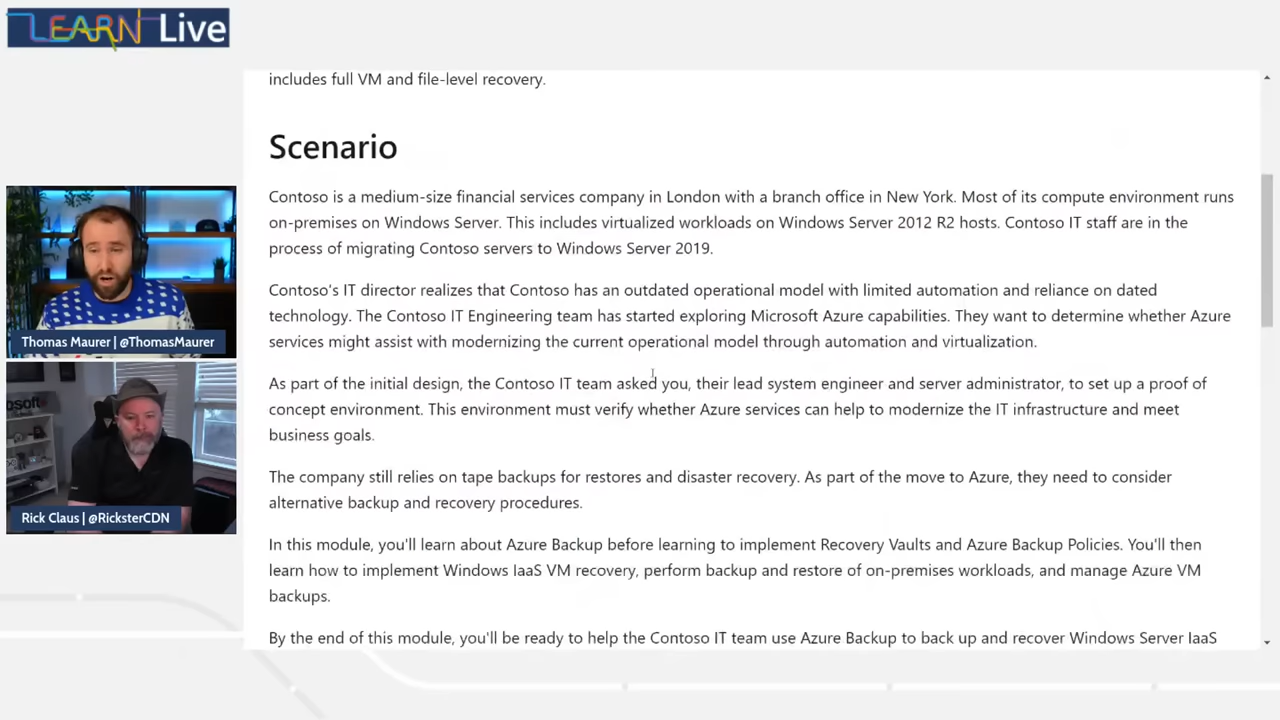 LEARN Live
includes full VM and file-level recovery.
Scenario
Contoso is a medium-size financial services company in London with a branch office in New York. Most of its compute environment runs
on-premises on Windows Server. This includes virtualized workloads on Windows Server 2012 R2 hosts. Contoso IT staff are in the
process of migrating Contoso servers to Windows Server 2019.
Contoso's IT director realizes that Contoso has an outdated operational model with limited automation and reliance on dated
technology. The Contoso IT Engineering team has started exploring Microsoft Azure capabilities. They want to determine whether Azure
services might assist with modernizing the current operational model through automation and virtualization.
As part of the initial design, the Contoso IT team asked you, their lead system engineer and server administrator, to set up a proof of
concept environment. This environment must verify whether Azure services can help to modernize the IT infrastructure and meet
business goals.
The company still relies on tape backups for restores and disaster recovery. As part of the move to Azure, they need to consider
alternative backup and recovery procedures.
In this module, you'll learn about Azure Backup before learning to implement Recovery Vaults and Azure Backup Policies. You'll then
learn how to implement Windows IaaS VM recovery, perform backup and restore of on-premises workloads, and manage Azure VM
backups.
By the end of this module, you'll be ready to help the Contoso IT team use Azure Backup to back up and recover Windows Server IaaS
Thomas Maurer | @ThomasMaurer
osoft
Rick Claus | @RicksterCDN